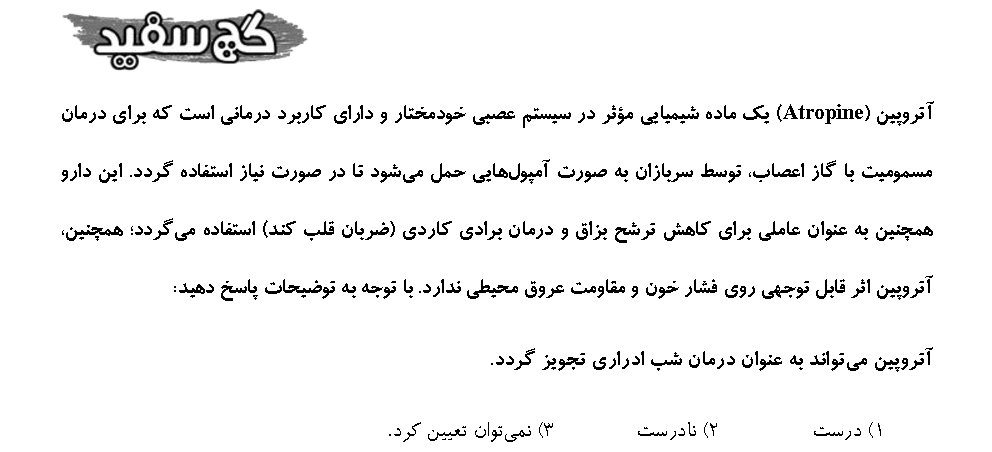 گچ سفید
آتروپین (Atropine) یک ماده شیمیایی مؤثر در سیستم عصبی خودمختار و دارای کاربرد درمانی است که برای درمان
مسمومیت با گاز اعصاب، توسط سربازان به صورت آمپول‌هایی حمل می‌شود تا در صورت نیاز استفاده گردد. این دارو
همچنین به عنوان عاملی برای کاهش ترشح بزاق و درمان برادی کاردی (ضربان قلب کند) استفاده می‌گردد؛ همچنین،
آتروپین اثر قابل توجهی روی فشار خون و مقاومت عروق محیطی ندارد. با توجه به توضیحات پاسخ دهید:
آتروپین می‌تواند به عنوان درمان شب ادراری تجویز گردد.
۱) درست ۲) نادرست ۳) نمی‌توان تعیین کرد.